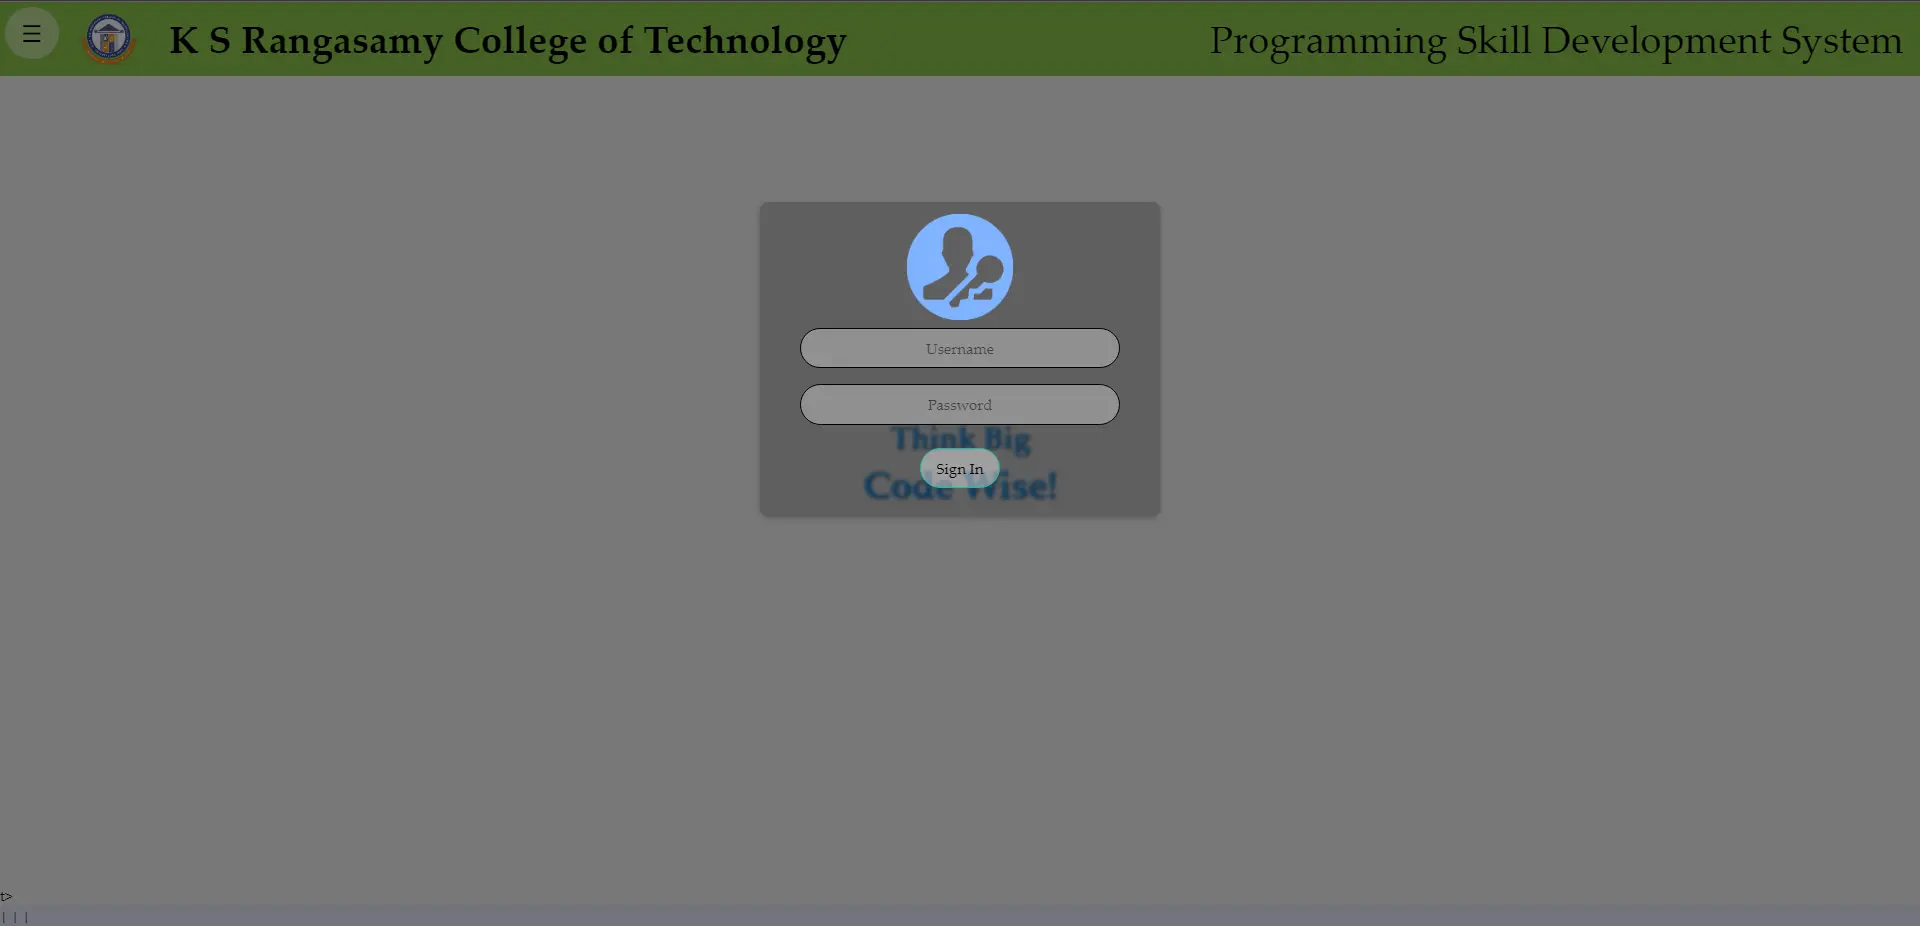 ☰ K S Rangasamy College of Technology Programming Skill Development System
Username
Password
Think Big
Sign In
Code Wise!
t>
| | |